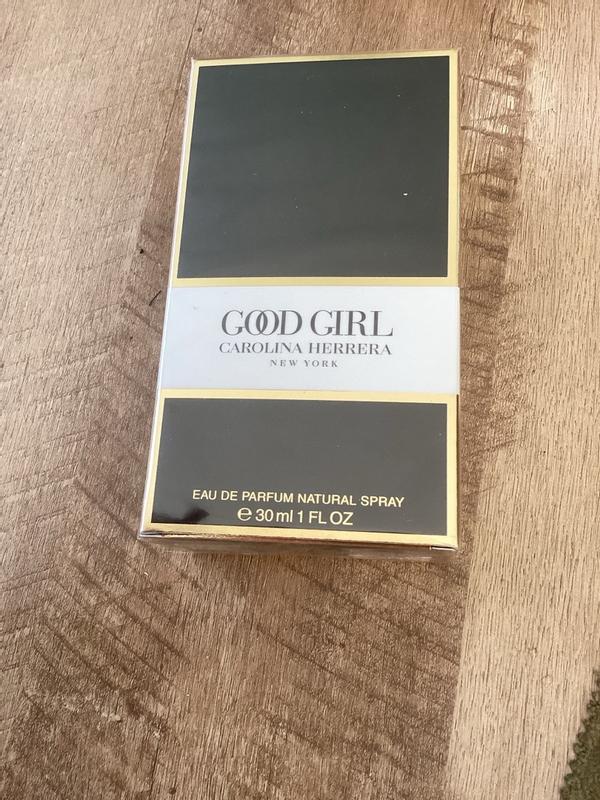 GOOD GIRL
CAROLINA HERRERA
NEW YORK
EAU DE PARFUM NATURAL SPRAY
℮ 30 ml 1 FL OZ